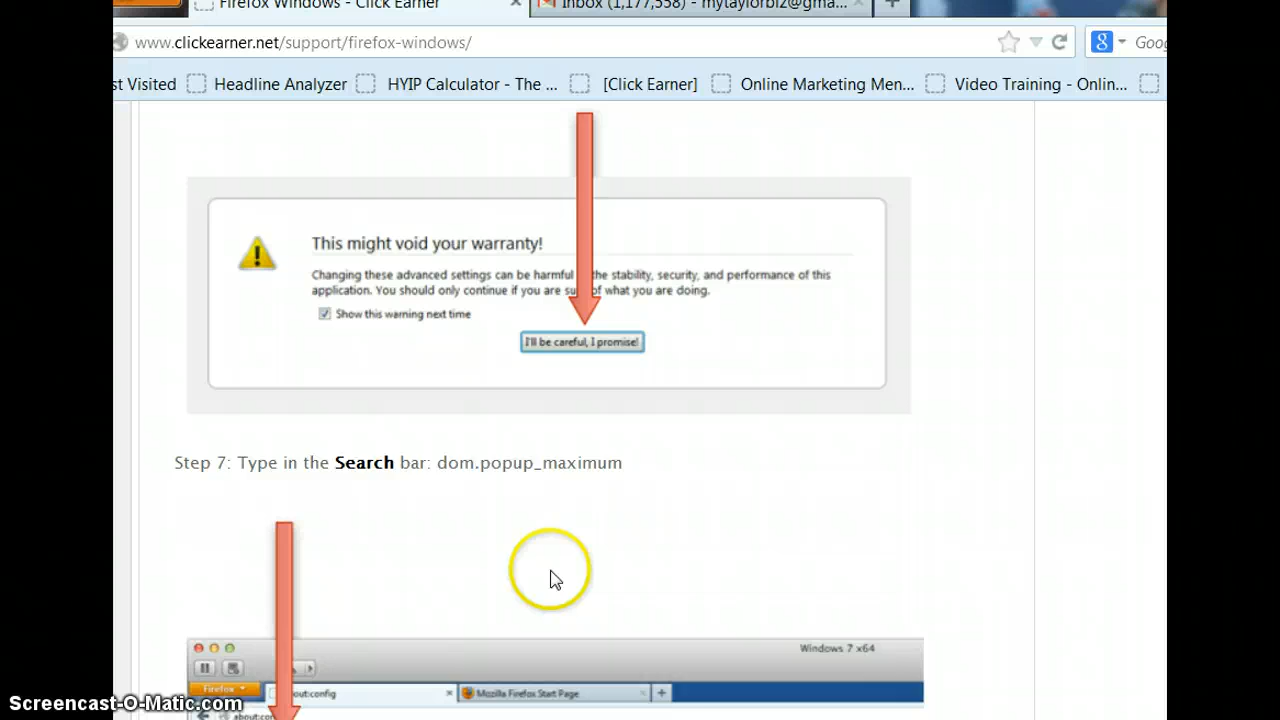 Firefox Windows - Click Earner
Inbox (1,177,558) - mytaylorbiz@gma...
www.clickearner.net/support/firefox-windows/
Goo
st Visited
Headline Analyzer
HYIP Calculator - The ...
[Click Earner]
Online Marketing Men...
Video Training - Onlin...
This might void your warranty!
Changing these advanced settings can be harmful the stability, security, and performance of this
application. You should only continue if you are su of what you are doing.
Show this warning next time
I'll be careful, I promise!
Step 7: Type in the Search bar: dom.popup_maximum
Windows 7 x64
Firefox
out:config
Mozilla Firefox Start Page
about:con
Screencast-O-Matic.com